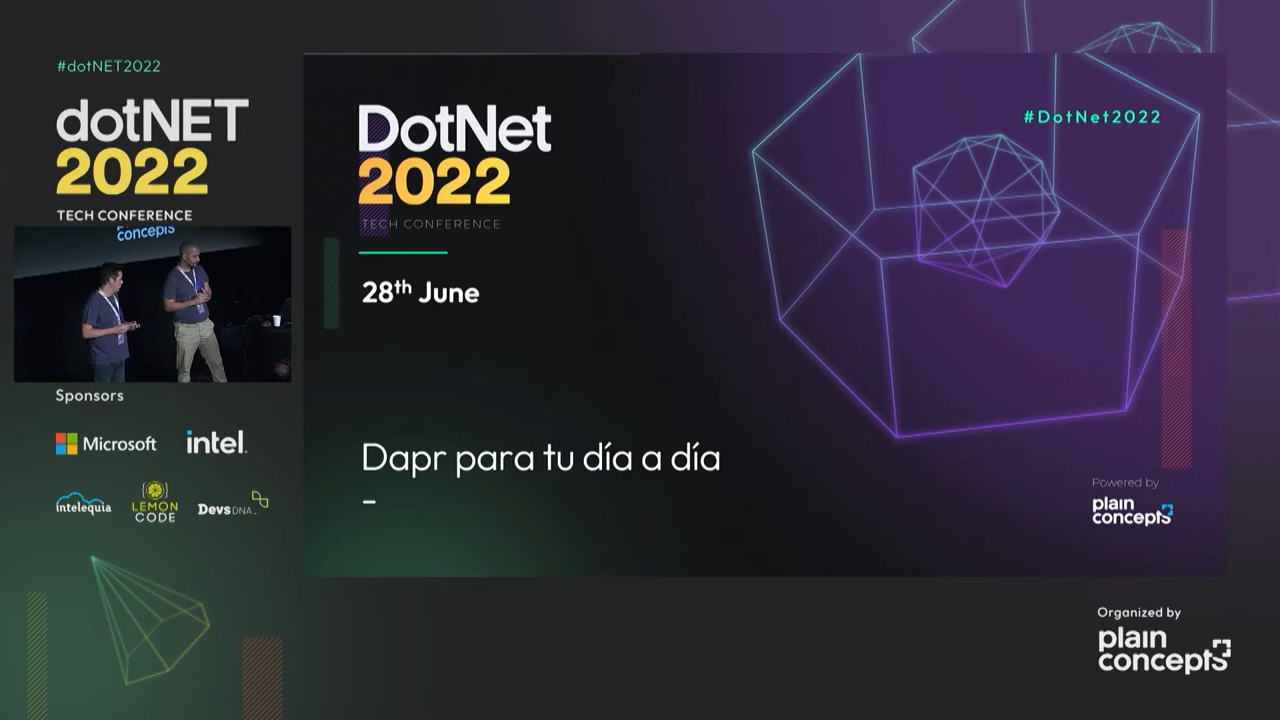 #dotNET2022
dotNET
2022
TECH CONFERENCE
concepts
Sponsors
Microsoft
intel.
intelequia
LEMON
CODE
DevsDNA
DotNet
2022
TECH CONFERENCE
28th June
Dapr para tu día a día
–
#DotNet2022
Powered by
plain
concepts
Organized by
plain
concepts